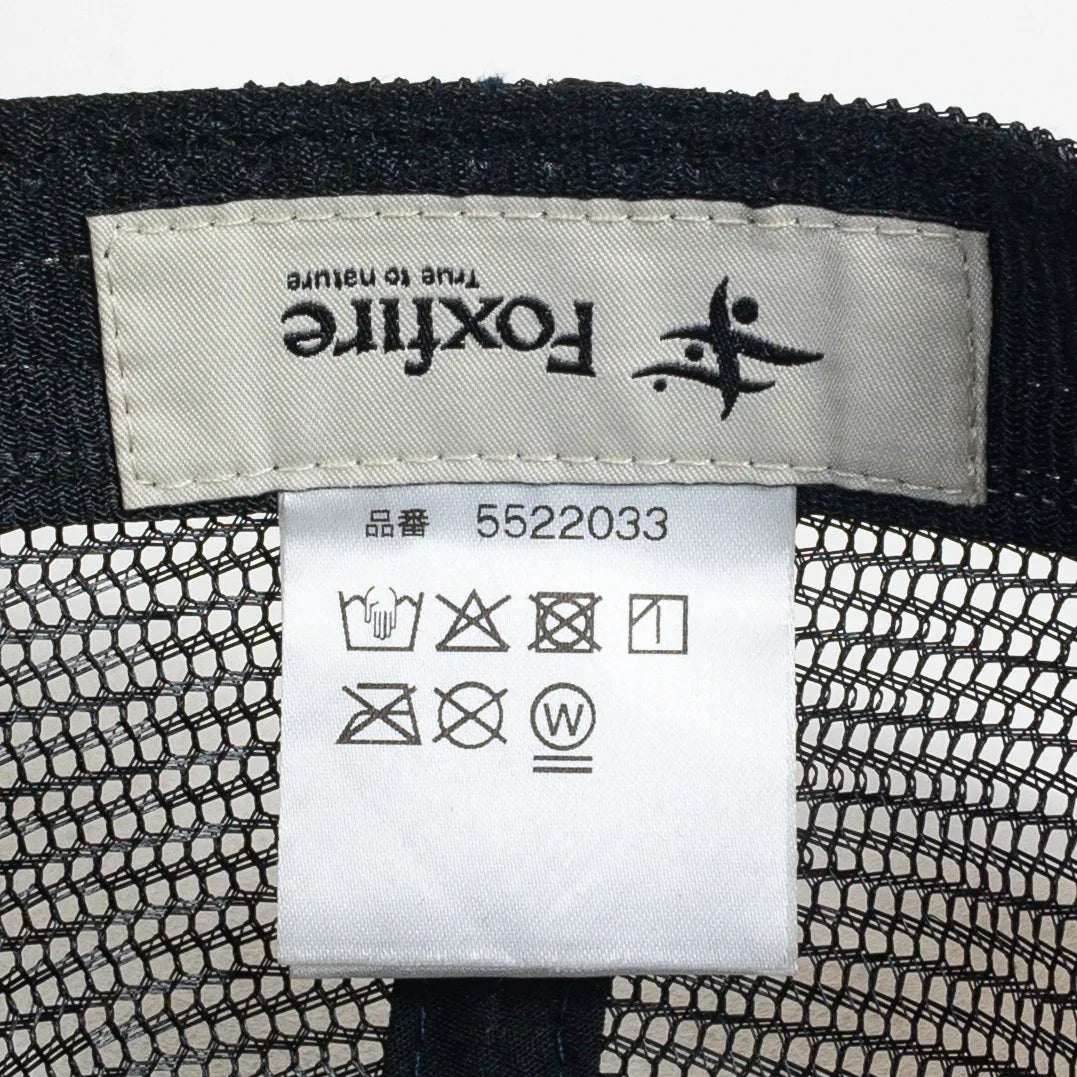 Foxfire
True to nature
品番 5522033
W